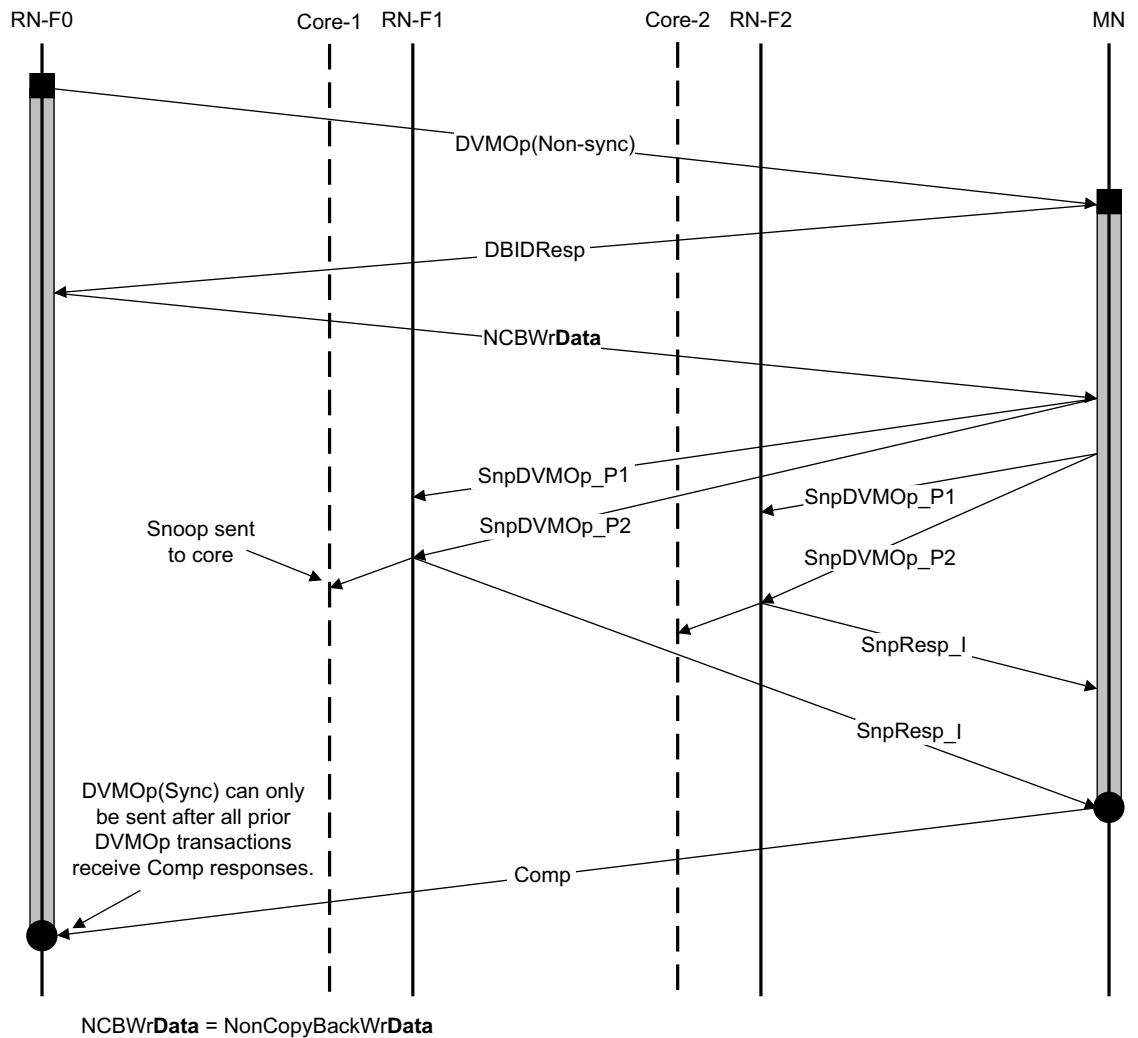 RN-F0 Core-1 RN-F1 Core-2 RN-F2 MN
DVMOp(Non-sync)
DBIDResp
NCBWrData
SnpDVMOp_P1
SnpDVMOp_P1
Snoop sent
to core
SnpDVMOp_P2
SnpDVMOp_P2
SnpResp_I
SnpResp_I
DVMOp(Sync) can only
be sent after all prior
DVMOp transactions
receive Comp responses.
Comp
NCBWrData = NonCopyBackWrData